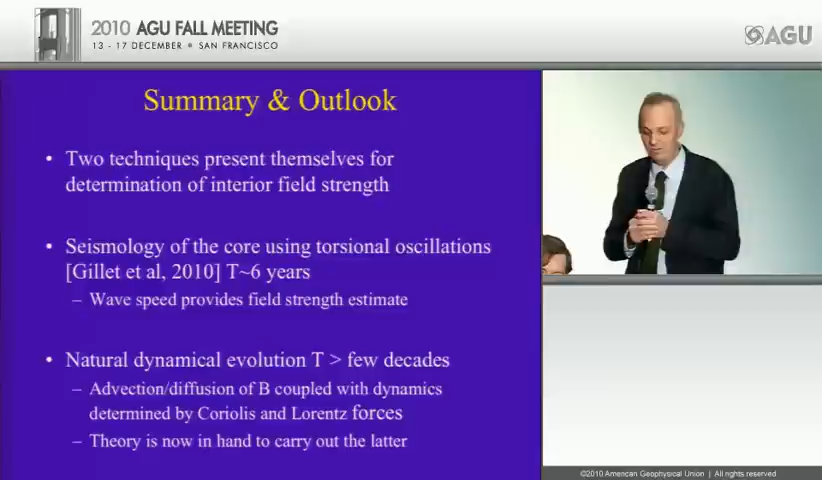 2010 AGU FALL MEETING
13 - 17 DECEMBER • SAN FRANCISCO
AGU
Summary & Outlook
• Two techniques present themselves for
determination of interior field strength
• Seismology of the core using torsional oscillations
[Gillet et al, 2010] T~6 years
– Wave speed provides field strength estimate
• Natural dynamical evolution T > few decades
– Advection/diffusion of B coupled with dynamics
determined by Coriolis and Lorentz forces
– Theory is now in hand to carry out the latter
©2010 American Geophysical Union | All rights reserved